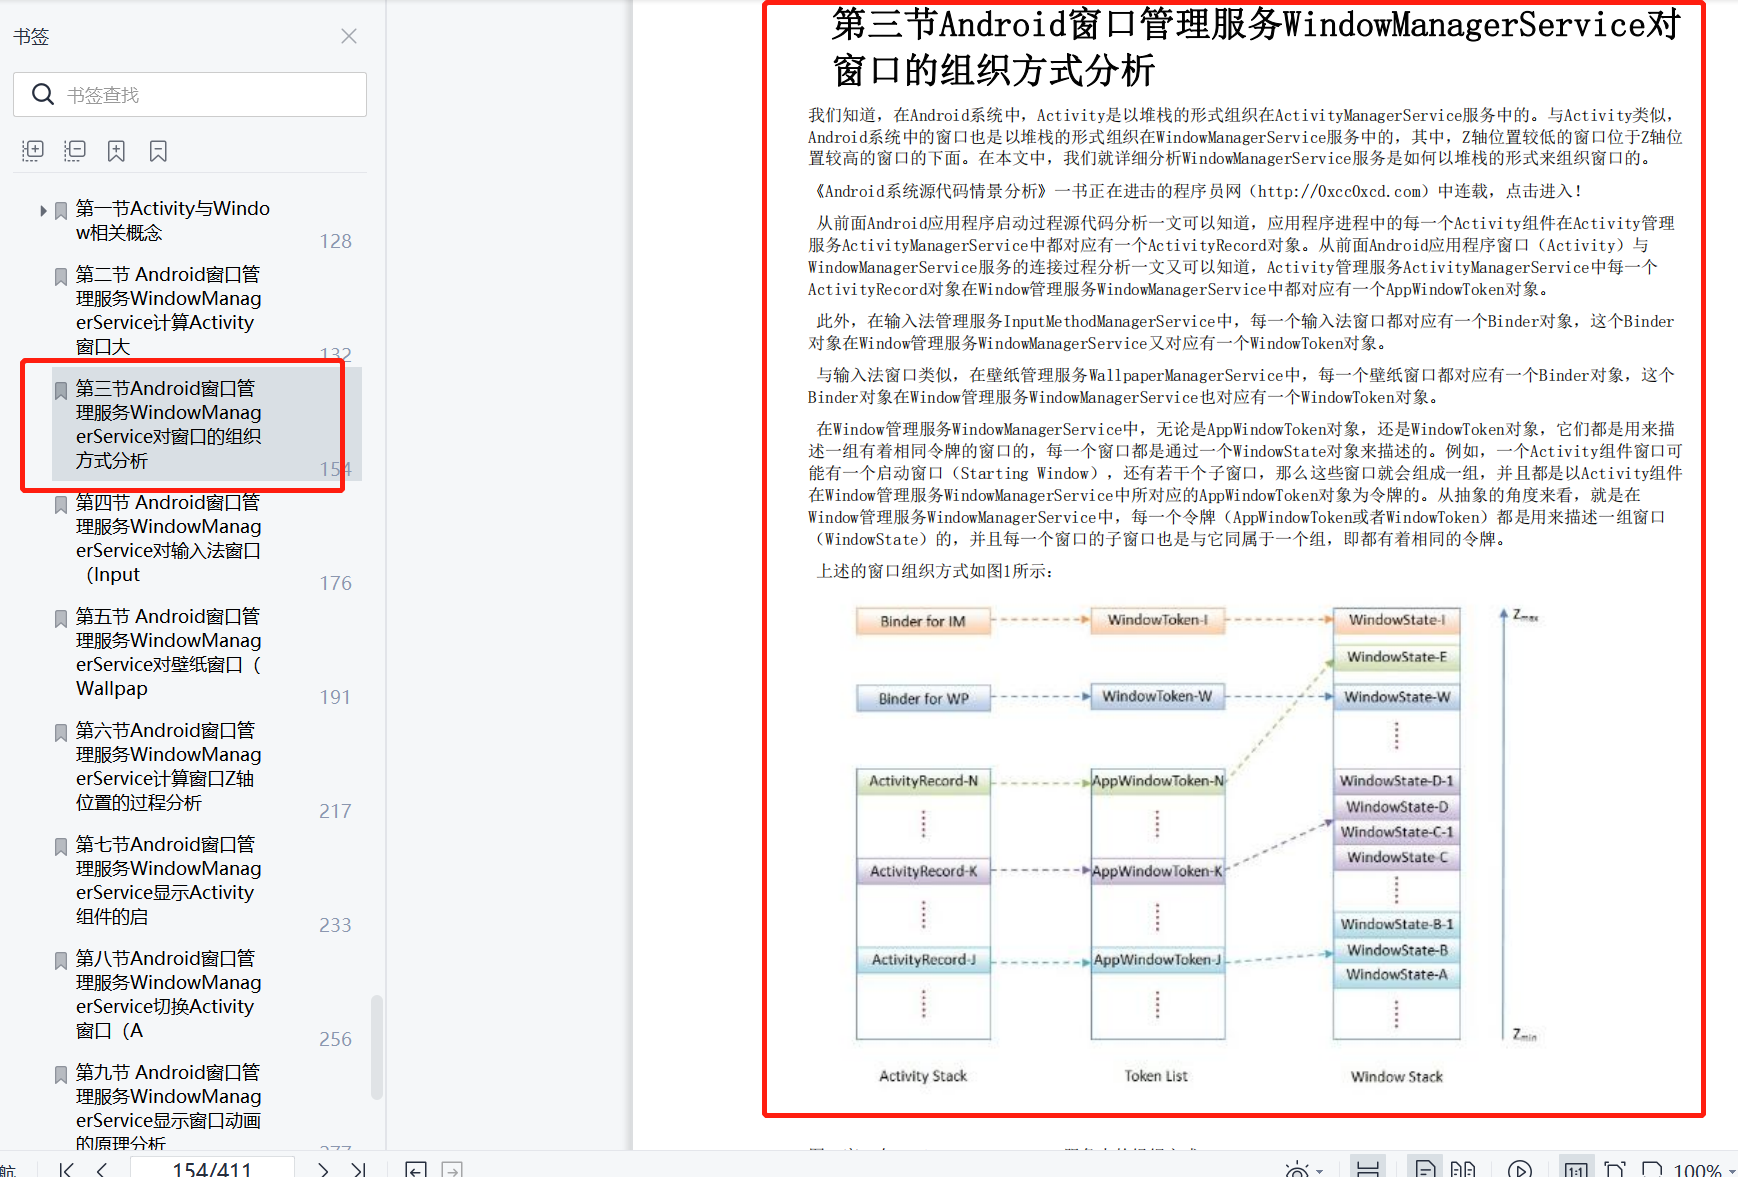 书签
书签查找
第一节Activity与Windo
w相关概念
128
第二节 Android窗口管
理服务WindowManag
erService计算Activity
窗口大
132
第三节Android窗口管
理服务WindowManag
erService对窗口的组织
方式分析
154
第四节 Android窗口管
理服务WindowManag
erService对输入法窗口
（Input
176
第五节 Android窗口管
理服务WindowManag
erService对壁纸窗口（
Wallpap
191
第六节Android窗口管
理服务WindowManag
erService计算窗口Z轴
位置的过程分析
217
第七节Android窗口管
理服务WindowManag
erService显示Activity
组件的启
233
第八节Android窗口管
理服务WindowManag
erService切换Activity
窗口（A
256
第九节 Android窗口管
理服务WindowManag
erService显示窗口动画
的原理分析
第三节Android窗口管理服务WindowManagerService对
窗口的组织方式分析
我们知道，在Android系统中，Activity是以堆栈的形式组织在ActivityManagerService服务中的。与Activity类似，
Android系统中的窗口也是以堆栈的形式组织在WindowManagerService服务中的，其中，Z轴位置较低的窗口位于Z轴位
置较高的窗口的下面。在本文中，我们就详细分析WindowManagerService服务是如何以堆栈的形式来组织窗口的。
《Android系统源代码情景分析》一书正在进击的程序员网（http://0xcc0xcd.com）中连载，点击进入！
从前面Android应用程序启动过程源代码分析一文可以知道，应用程序进程中的每一个Activity组件在Activity管理
服务ActivityManagerService中都对应有一个ActivityRecord对象。从前面Android应用程序窗口（Activity）与
WindowManagerService服务的连接过程分析一文又可以知道，Activity管理服务ActivityManagerService中每一个
ActivityRecord对象在Window管理服务WindowManagerService中都对应有一个AppWindowToken对象。
此外，在输入法管理服务InputMethodManagerService中，每一个输入法窗口都对应有一个Binder对象，这个Binder
对象在Window管理服务WindowManagerService又对应有一个WindowToken对象。
与输入法窗口类似，在壁纸管理服务WallpaperManagerService中，每一个壁纸窗口都对应有一个Binder对象，这个
Binder对象在Window管理服务WindowManagerService也对应有一个WindowToken对象。
在Window管理服务WindowManagerService中，无论是AppWindowToken对象，还是WindowToken对象，它们都是用来描
述一组有着相同令牌的窗口的，每一个窗口都是通过一个WindowState对象来描述的。例如，一个Activity组件窗口可
能有一个启动窗口（Starting Window），还有若干个子窗口，那么这些窗口就会组成一组，并且都是以Activity组件
在Window管理服务WindowManagerService中所对应的AppWindowToken对象为令牌的。从抽象的角度来看，就是在
Window管理服务WindowManagerService中，每一个令牌（AppWindowToken或者WindowToken）都是用来描述一组窗口
（WindowState）的，并且每一个窗口的子窗口也是与它同属于一个组，即都有着相同的令牌。
上述的窗口组织方式如图1所示：
Binder for IM WindowToken-I WindowState-I Zmax
WindowState-E
Binder for WP WindowToken-W WindowState-W
ActivityRecord-N AppWindowToken-N WindowState-D-1
WindowState-D
WindowState-C-1
WindowState-C
ActivityRecord-K AppWindowToken-K
WindowState-B-1
WindowState-B
ActivityRecord-J AppWindowToken-J
WindowState-A
Zmin
Activity Stack Token List Window Stack
航
154/411
1:1
100%